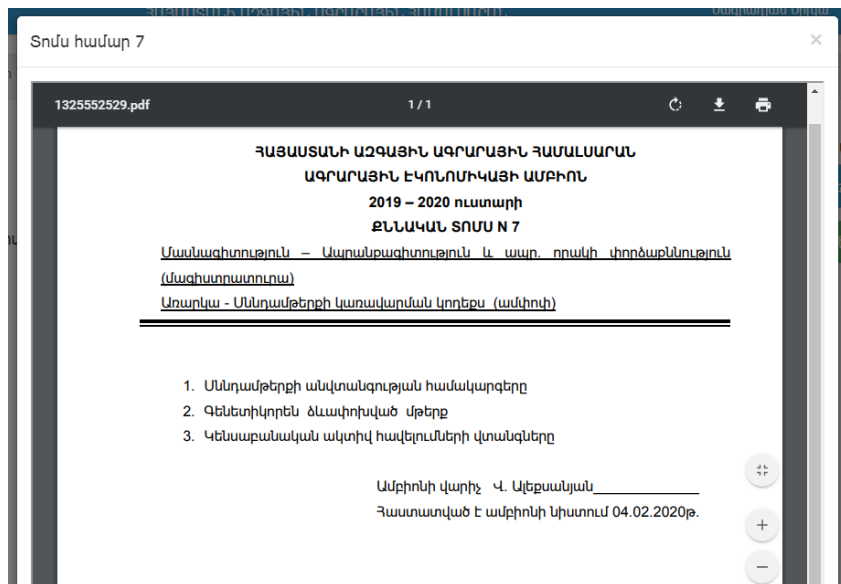 Տոմս համար 7
×
1325552529.pdf
1 / 1
ՀԱՅԱՍՏԱՆԻ ԱԶԳԱՅԻՆ ԱԳՐԱՐԱՅԻՆ ՀԱՄԱԼՍԱՐԱՆ
ԱԳՐԱՐԱՅԻՆ ԷԿՈՆՈՄԻԿԱՅԻ ԱՄԲԻՈՆ
2019 – 2020 ուստարի
ՔՆՆԱԿԱՆ ՏՈՄՍ N 7
Մասնագիտություն – Ապրանքագիտություն և ապր. որակի փորձաքննություն
(մագիստրատուրա)
Առարկա - Սննդամթերքի կառավարման կոդեքս (ամփոփ)
1. Սննդամթերքի անվտանգության համակարգերը
2. Գենետիկորեն ձևափոխված մթերք
3. Կենսաբանական ակտիվ հավելումների վտանգները
Ամբիոնի վարիչ Վ. Ալեքսանյան____________
Հաստատված է ամբիոնի նիստում 04.02.2020թ.